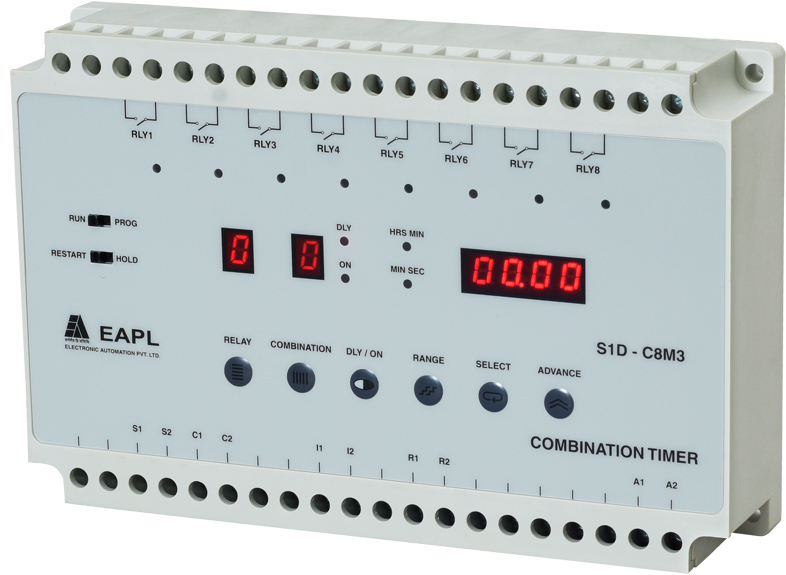 RLY1 RLY2 RLY3 RLY4 RLY5 RLY6 RLY7 RLY8
RUN PROG
RESTART HOLD
0 0
DLY
ON
HRS MIN
MIN SEC
00.00
EAPL
ELECTRONIC AUTOMATION PVT. LTD.
S1D - C8M3
RELAY COMBINATION DLY / ON RANGE SELECT ADVANCE
COMBINATION TIMER
S1 S2 C1 C2 I1 I2 R1 R2 A1 A2